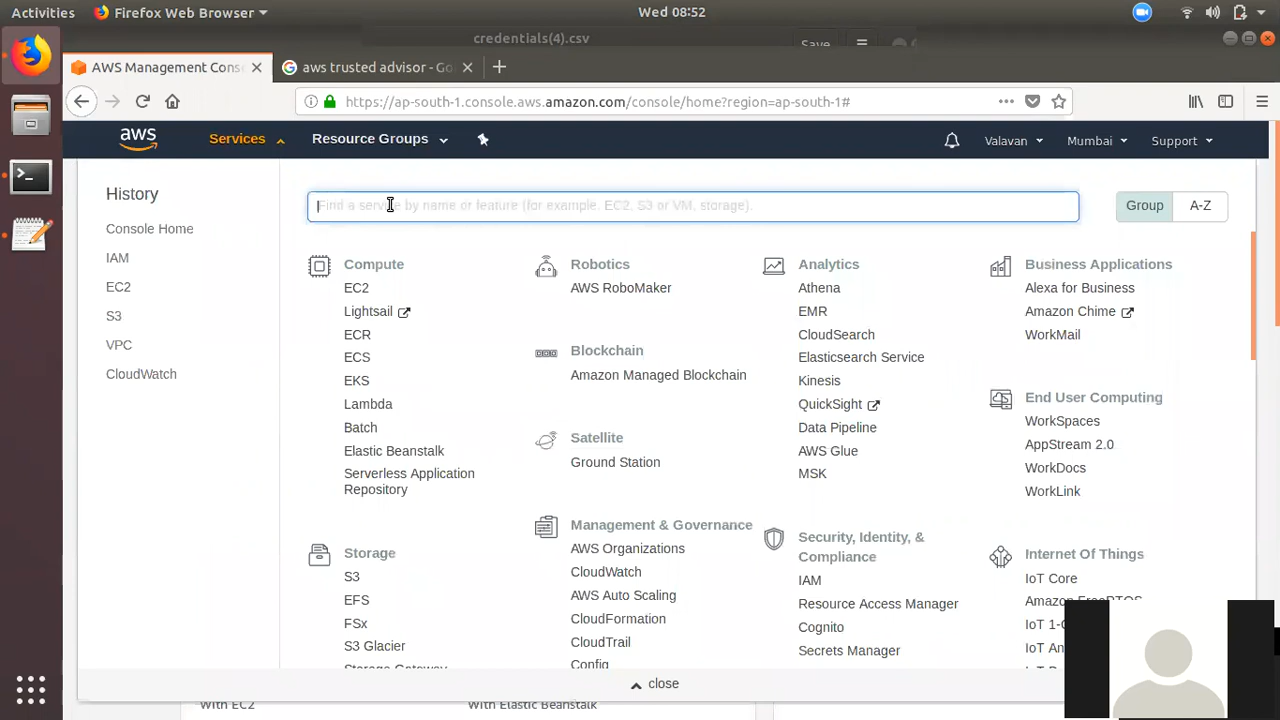 Activities
Firefox Web Browser
Wed 08:52
credentials(4).csv
Save
AWS Management Conso
aws trusted advisor - Go
https://ap-south-1.console.aws.amazon.com/console/home?region=ap-south-1#
aws
Services
Resource Groups
Valavan
Mumbai
Support
History
Console Home
IAM
EC2
S3
VPC
CloudWatch
Find a service by name or feature (for example, EC2, S3 or VM, storage).
Group
A-Z
Compute
EC2
Lightsail
ECR
ECS
EKS
Lambda
Batch
Elastic Beanstalk
Serverless Application
Repository
Storage
S3
EFS
FSx
S3 Glacier
Storage Gateway
Robotics
AWS RoboMaker
Blockchain
Amazon Managed Blockchain
Satellite
Ground Station
Management & Governance
AWS Organizations
CloudWatch
AWS Auto Scaling
CloudFormation
CloudTrail
Config
Analytics
Athena
EMR
CloudSearch
Elasticsearch Service
Kinesis
QuickSight
Data Pipeline
AWS Glue
MSK
Security, Identity, &
Compliance
IAM
Resource Access Manager
Cognito
Secrets Manager
Business Applications
Alexa for Business
Amazon Chime
WorkMail
End User Computing
WorkSpaces
AppStream 2.0
WorkDocs
WorkLink
Internet Of Things
IoT Core
Amazon FreeRTOS
IoT 1-C
IoT An
close
With EC2
With Elastic Beanstalk